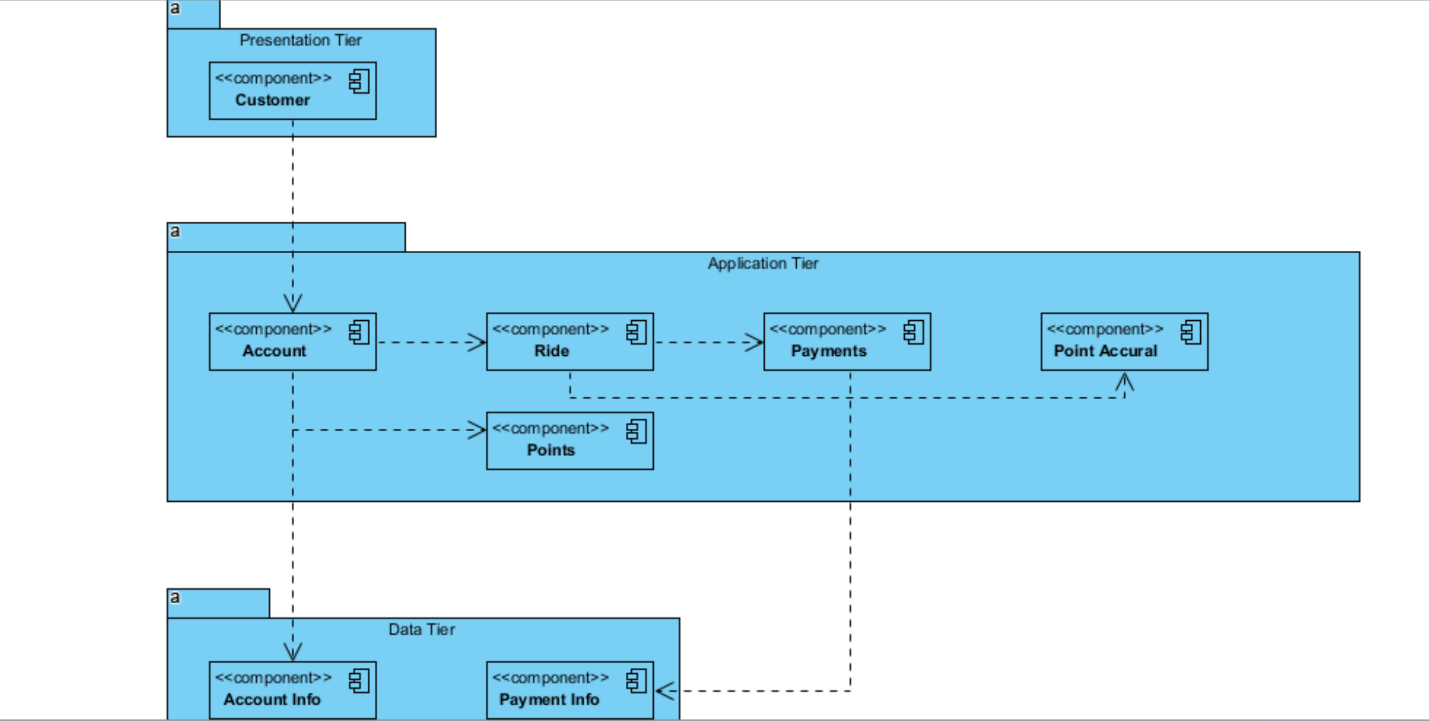 a
Presentation Tier
<<component>>
Customer
a
Application Tier
<<component>>
Account
<<component>>
Ride
<<component>>
Payments
<<component>>
Point Accural
<<component>>
Points
a
Data Tier
<<component>>
Account Info
<<component>>
Payment Info